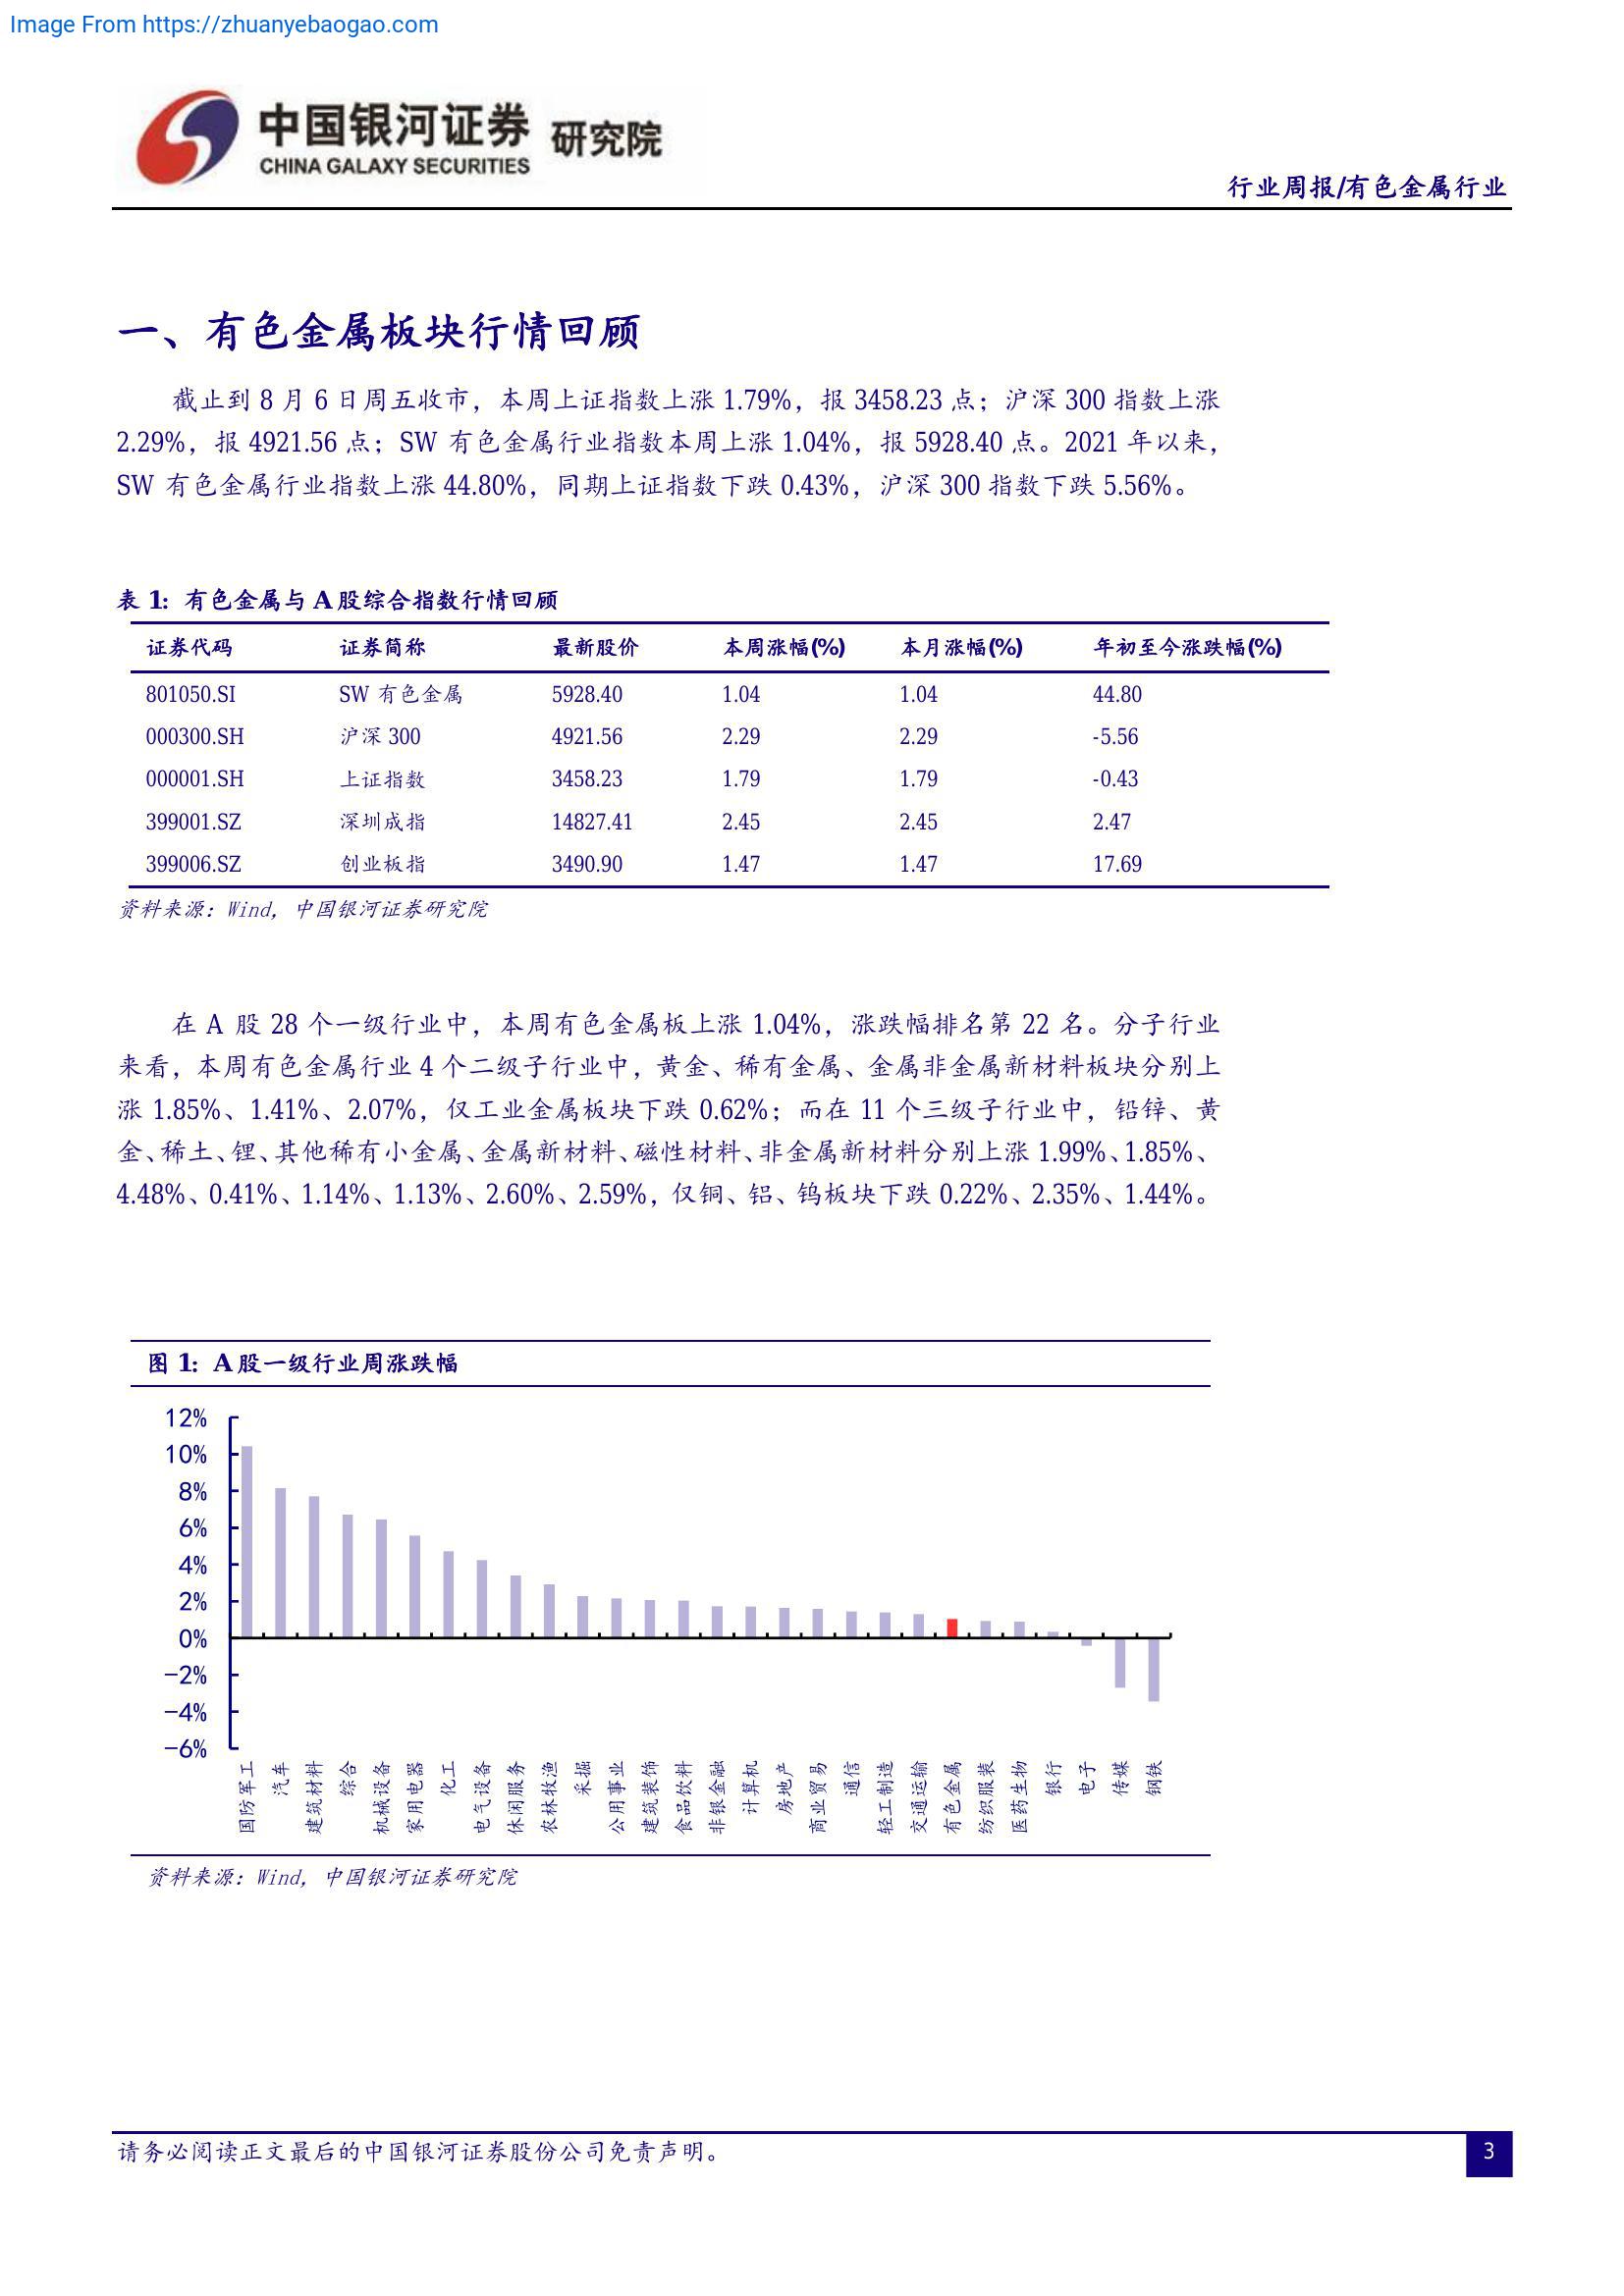 Image From https://zhuanyebaogao.com
中国银河证券 研究院
CHINA GALAXY SECURITIES
行业周报/有色金属行业
一、有色金属板块行情回顾
截止到 8 月 6 日周五收市，本周上证指数上涨 1.79%，报 3458.23 点；沪深 300 指数上涨
2.29%，报 4921.56 点；SW 有色金属行业指数本周上涨 1.04%，报 5928.40 点。2021 年以来，
SW 有色金属行业指数上涨 44.80%，同期上证指数下跌 0.43%，沪深 300 指数下跌 5.56%。
表 1: 有色金属与 A 股综合指数行情回顾
证券代码 证券简称 最新股价 本周涨幅(%) 本月涨幅(%) 年初至今涨跌幅(%)
801050.SI SW 有色金属 5928.40 1.04 1.04 44.80
000300.SH 沪深 300 4921.56 2.29 2.29 -5.56
000001.SH 上证指数 3458.23 1.79 1.79 -0.43
399001.SZ 深圳成指 14827.41 2.45 2.45 2.47
399006.SZ 创业板指 3490.90 1.47 1.47 17.69
资料来源：Wind，中国银河证券研究院
在 A 股 28 个一级行业中，本周有色金属板上涨 1.04%，涨跌幅排名第 22 名。分子行业
来看，本周有色金属行业 4 个二级子行业中，黄金、稀有金属、金属非金属新材料板块分别上
涨 1.85%、1.41%、2.07%，仅工业金属板块下跌 0.62%；而在 11 个三级子行业中，铅锌、黄
金、稀土、锂、其他稀有小金属、金属新材料、磁性材料、非金属新材料分别上涨 1.99%、1.85%、
4.48%、0.41%、1.14%、1.13%、2.60%、2.59%，仅铜、铝、钨板块下跌 0.22%、2.35%、1.44%。
图 1: A 股一级行业周涨跌幅
12%
10%
8%
6%
4%
2%
0%
-2%
-4%
-6%
国防军工
汽车
建筑材料
综合
机械设备
家用电器
化工
电气设备
休闲服务
农林牧渔
采掘
公用事业
建筑装饰
食品饮料
非银金融
计算机
房地产
商业贸易
通信
轻工制造
交通运输
有色金属
纺织服装
医药生物
银行
电子
传媒
钢铁
资料来源：Wind，中国银河证券研究院
请务必阅读正文最后的中国银河证券股份公司免责声明。
3